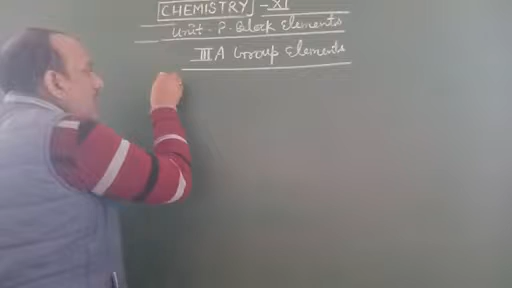 CHEMISTRY - XI
Unit - P-Block Elements
III A Group Elements